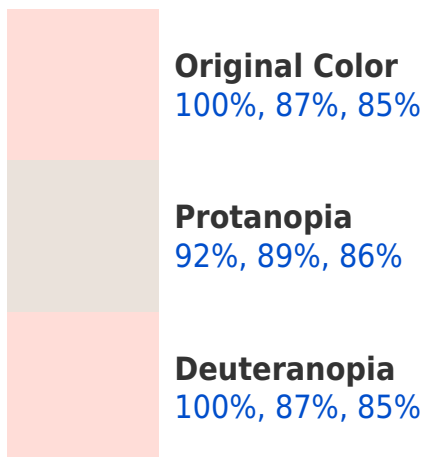 Original Color
100%, 87%, 85%
Protanopia
92%, 89%, 86%
Deuteranopia
100%, 87%, 85%